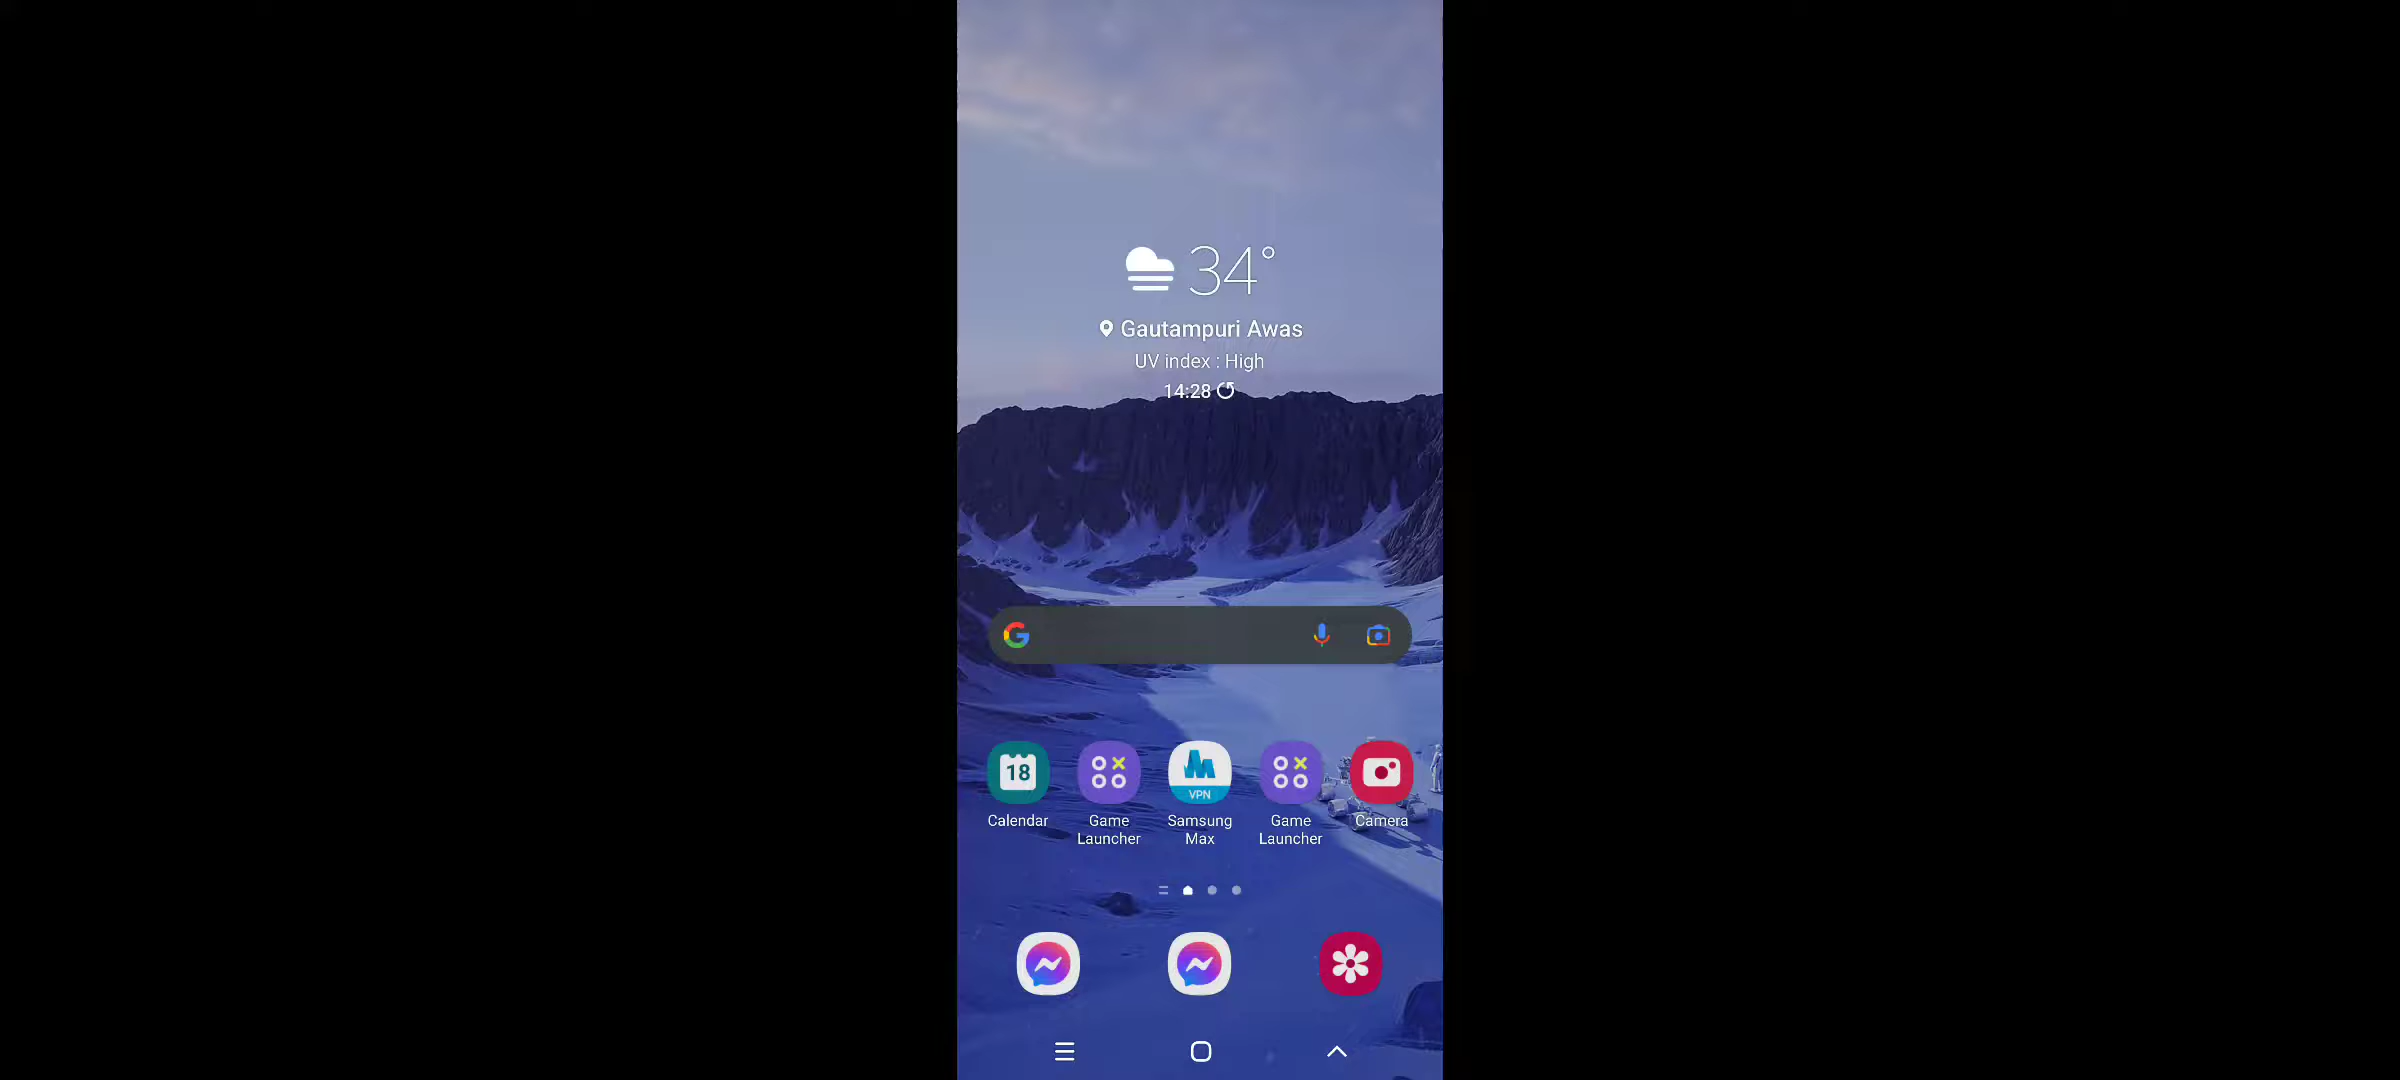 34°
Gautampuri Awas
UV index : High
14:28
18
VPN
Calendar
Game Launcher
Samsung Max
Game Launcher
Camera